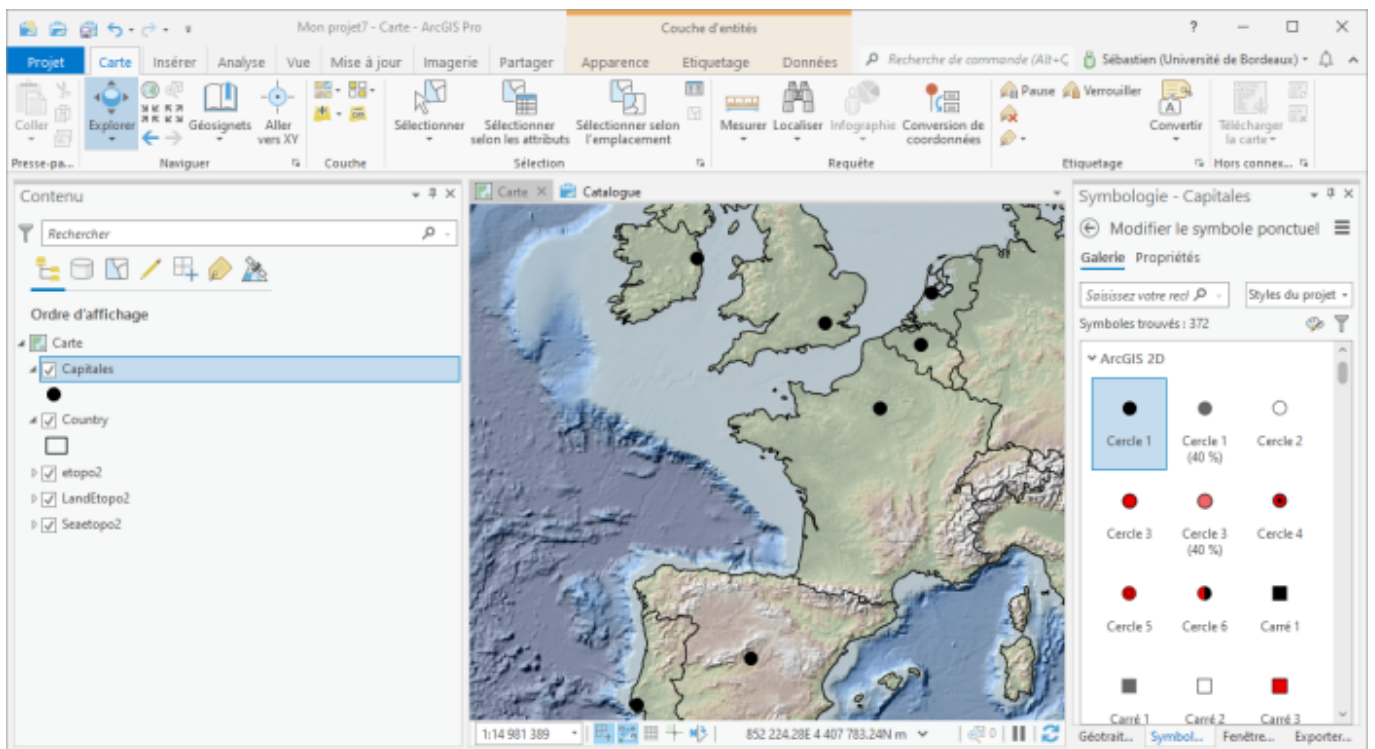 Mon projet7 - Carte - ArcGIS Pro
Couche d'entités
?
Projet Carte Insérer Analyse Vue Mise à jour Imagerie Partager Apparence Etiquetage Données Recherche de commande (Alt+Q Sébastien (Université de Bordeaux)
Coller Explorer Géosignets Aller vers XY Sélectionner Sélectionner selon les attributs Sélectionner selon l'emplacement Mesurer Localiser Infographie Conversion de coordonnées Pause Verrouiller Convertir Télécharger la carte
Presse-pa... Naviguer Couche Sélection Requête Etiquetage Hors connex...
Contenu
Rechercher
Ordre d'affichage
Carte
Capitales
Country
etopo2
LandEtopo2
Seaetopo2
Carte Catalogue
1:14 981 389 852 224,28E 4 407 783,24N m 0
Symbologie - Capitales
Modifier le symbole ponctuel
Galerie Propriétés
Saisissez votre recl Styles du projet
Symboles trouvés : 372
ArcGIS 2D
Cercle 1 Cercle 1 (40 %) Cercle 2
Cercle 3 Cercle 3 (40 %) Cercle 4
Cercle 5 Cercle 6 Carré 1
Carré 1 Carré 2 Carré 3
Géotrait... Symbol... Fenêtre... Exporter...